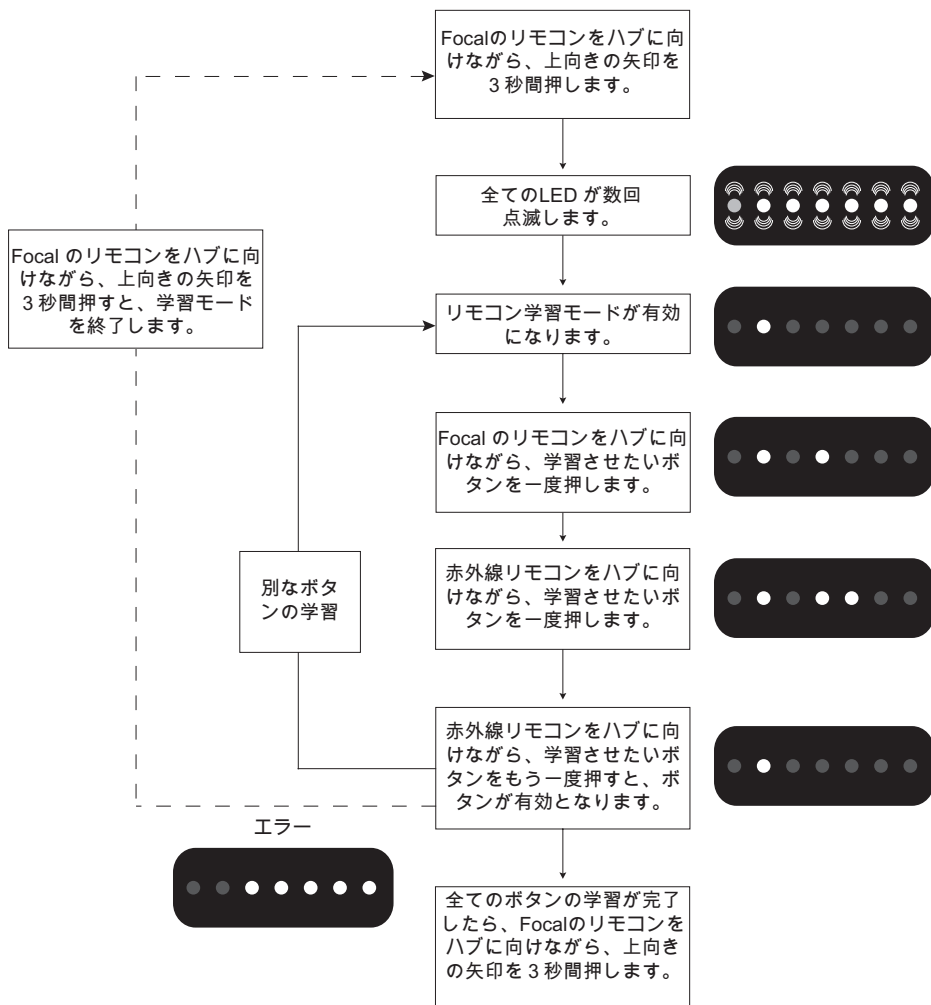 Focalのリモコンをハブに向
けながら、上向きの矢印を
3 秒間押します。
全てのLED が数回
点滅します。
Focal のリモコンをハブに向
けながら、上向きの矢印を
3 秒間押すと、学習モード
を終了します。
リモコン学習モードが有効
になります。
Focal のリモコンをハブに向
けながら、学習させたいボ
タンを一度押します。
別なボタ
ンの学習
赤外線リモコンをハブに向
けながら、学習させたいボ
タンを一度押します。
赤外線リモコンをハブに向
けながら、学習させたいボ
タンをもう一度押すと、ボ
タンが有効となります。
エラー
全てのボタンの学習が完了
したら、Focalのリモコンを
ハブに向けながら、上向き
の矢印を 3 秒間押します。